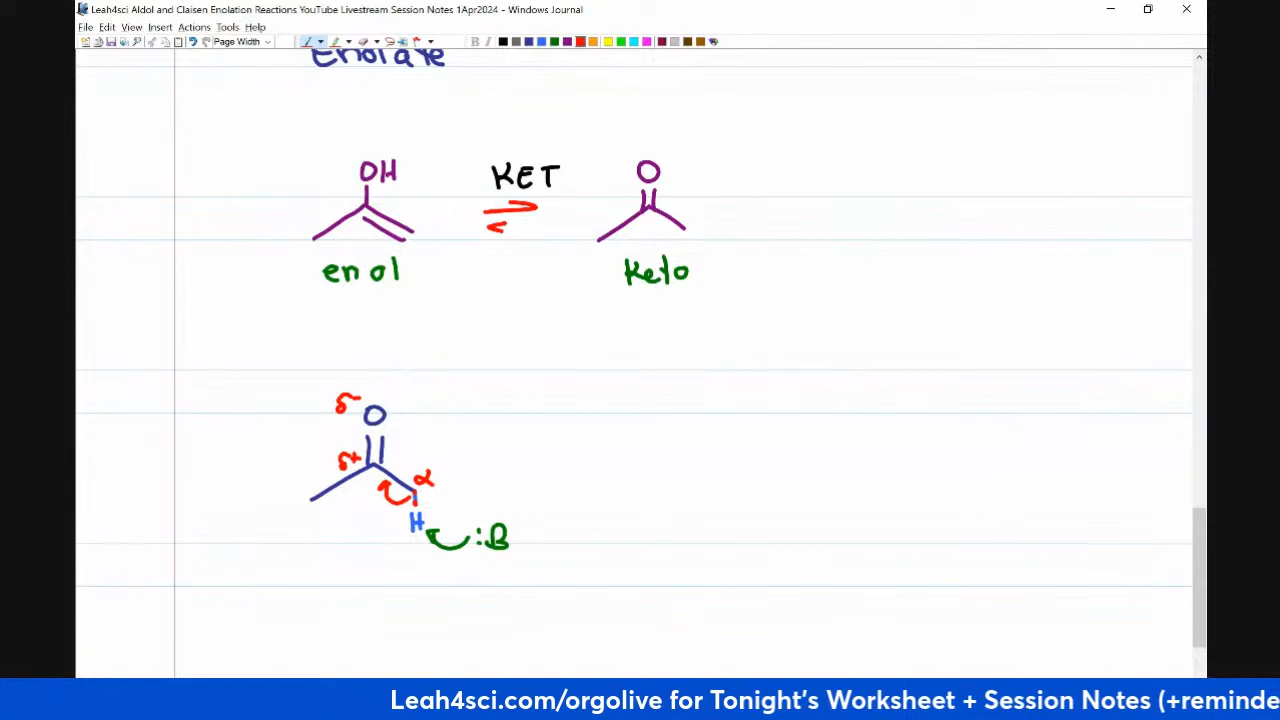 Leah4sci Aldol and Claisen Enolation Reactions YouTube Livestream Session Notes 1Apr2024 - Windows Journal
File Edit View Insert Actions Tools Help
Page Width
B I
Enolate
OH
KET
O
enol
Keto
δ-
O
δ+
α
H
:B
Leah4sci.com/orgolive for Tonight's Worksheet + Session Notes (+reminde